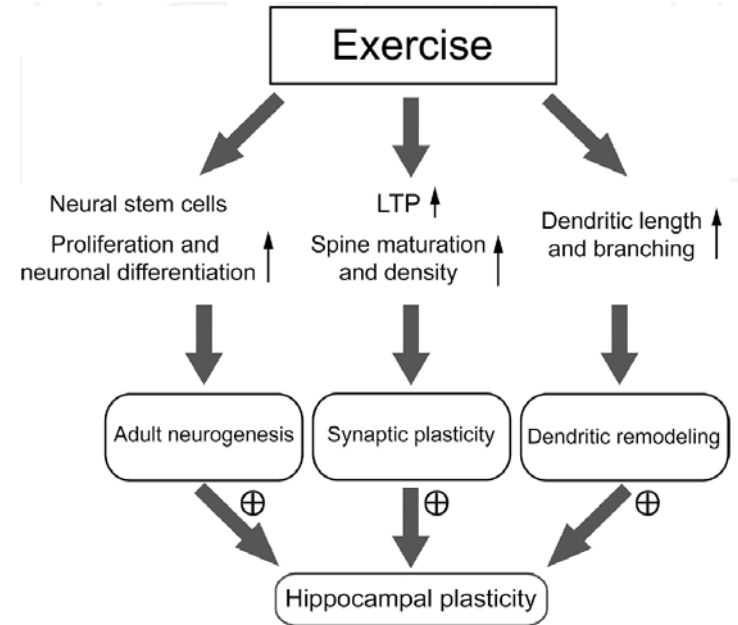 Exercise
Neural stem cells
Proliferation and
neuronal differentiation
LTP
Spine maturation
and density
Dendritic length
and branching
Adult neurogenesis
Synaptic plasticity
Dendritic remodeling
Hippocampal plasticity